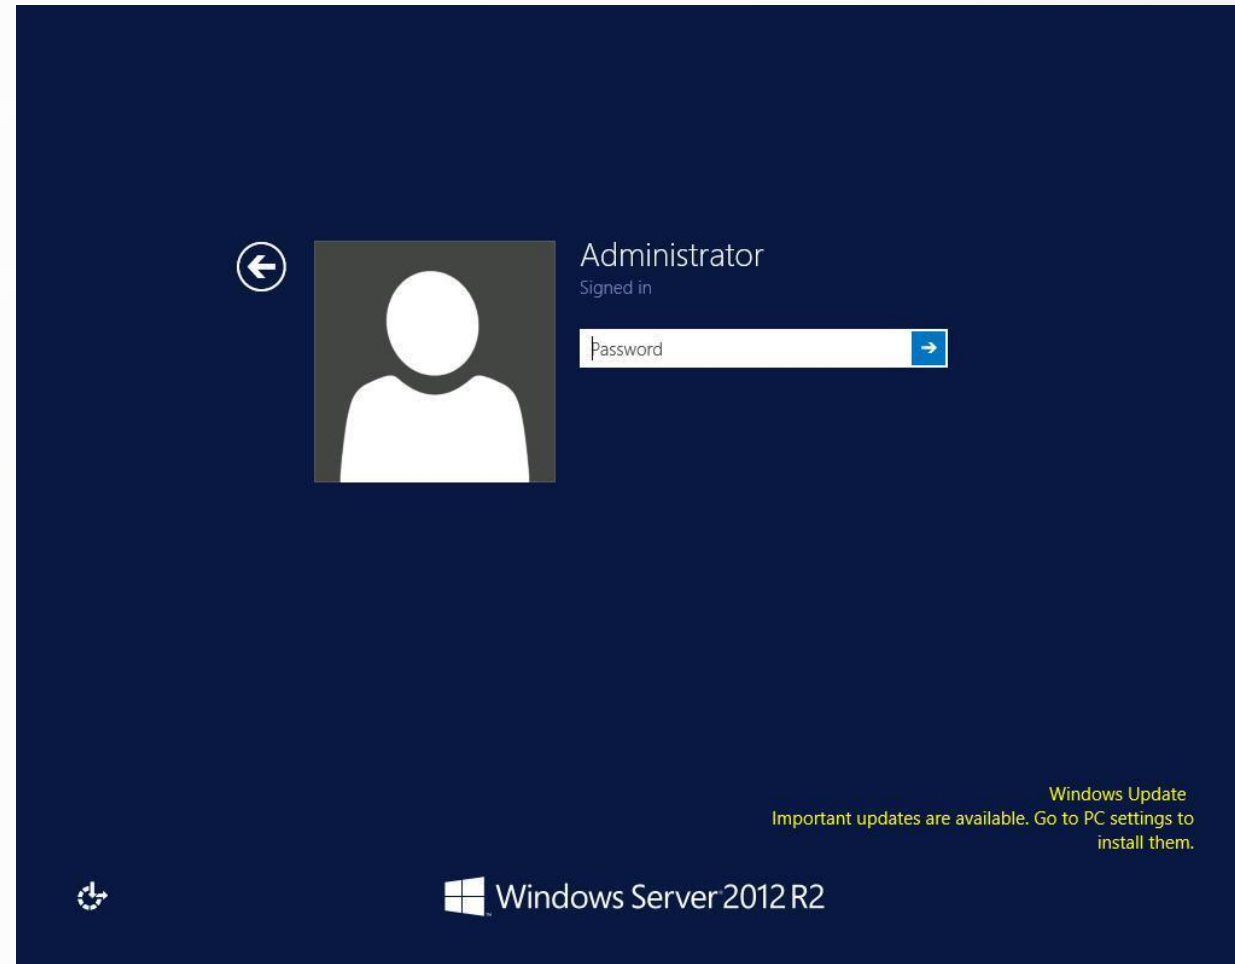 Administrator
Signed in
Password
Windows Update
Important updates are available. Go to PC settings to
install them.
Windows Server 2012 R2